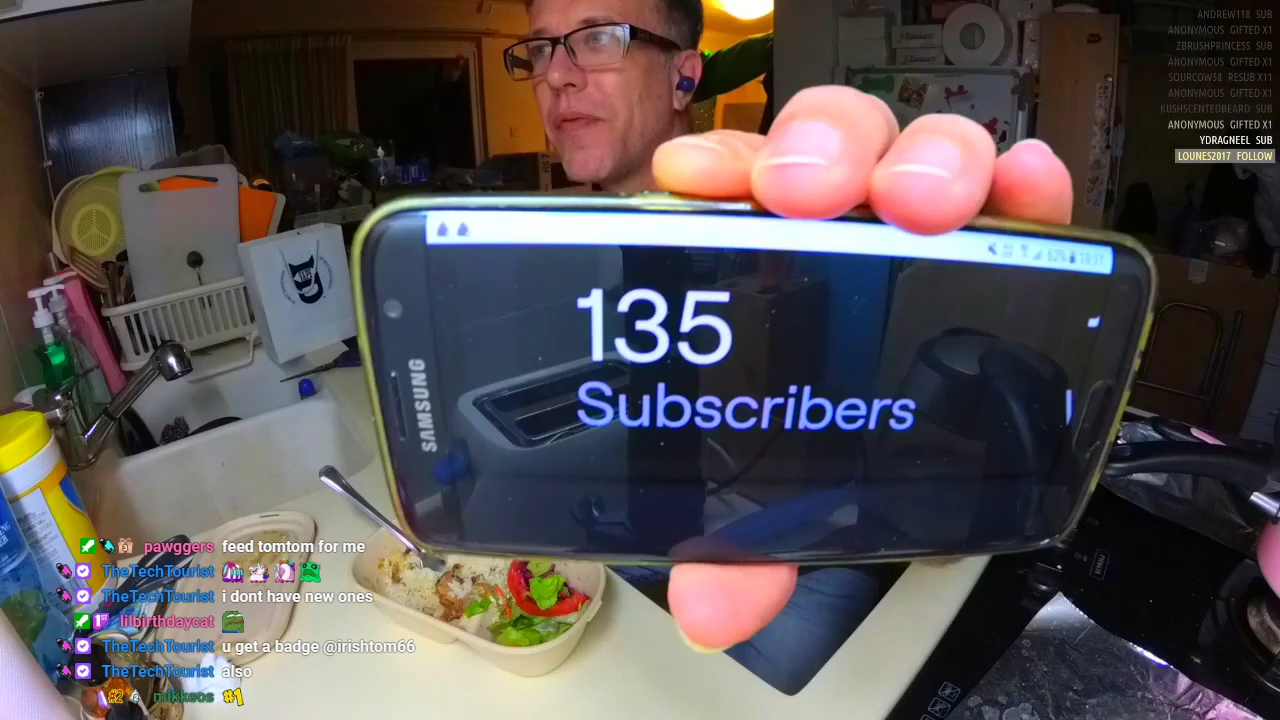 ANDREW118 SUB
ANONYMOUS GIFTED X1
ZBRUSHPRINCESS SUB
ANONYMOUS GIFTED X1
SOURCOW58 RESUB X11
ANONYMOUS GIFTED X1
KUSHSCENTEDBEARD SUB
ANONYMOUS GIFTED X1
YDRAGNEEL SUB
LOUNES2017 FOLLOW
135
Subscribers
SAMSUNG
pawggers feed tomtom for me
TheTechTourist
TheTechTourist i dont have new ones
lilbirthdaycat
TheTechTourist u get a badge @irishtom66
TheTechTourist also
#2 mikkeos #1